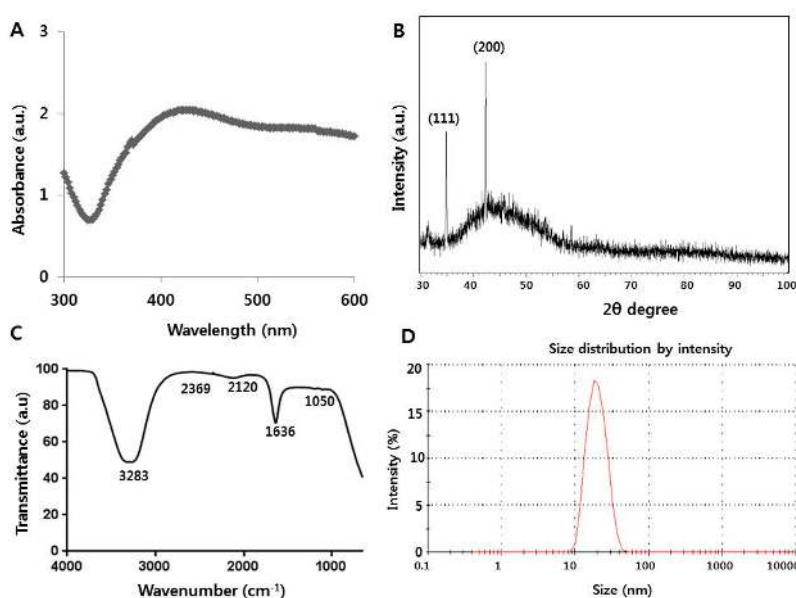 A
Absorbance (a.u.)
3
2
1
0
300 400 500 600
Wavelength (nm)
B
Intensity (a.u.)
(111)
(200)
30 40 50 60 70 80 90 100
2θ degree
C
Transmittance (a.u)
100
80
60
40
20
0
3283
2369
2120
1636
1050
4000 3000 2000 1000
Wavenumber (cm⁻¹)
D
Size distribution by intensity
Intensity (%)
20
15
10
5
0
0.1 1 10 100 1000 10000
Size (nm)